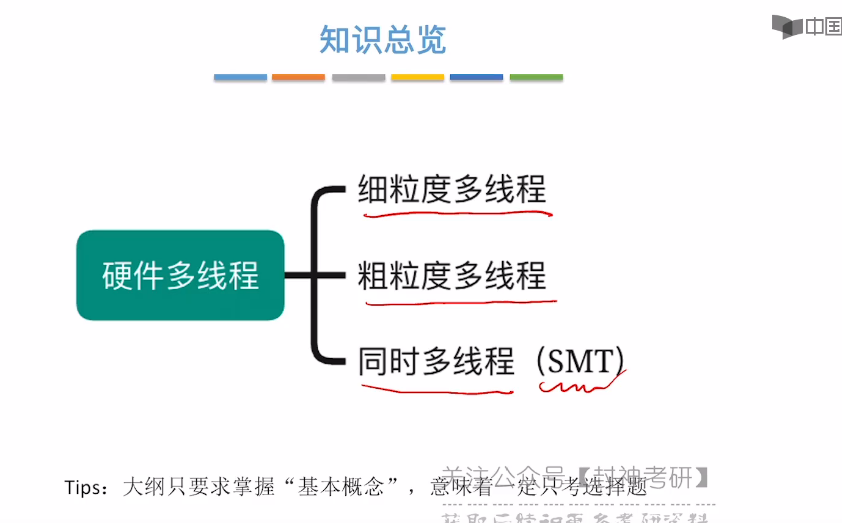 知识总览
中国
细粒度多线程
硬件多线程
粗粒度多线程
同时多线程（SMT）
关注公众号【封神考研】
Tips：大纲只要求掌握“基本概念”，意味着一定只考选择题